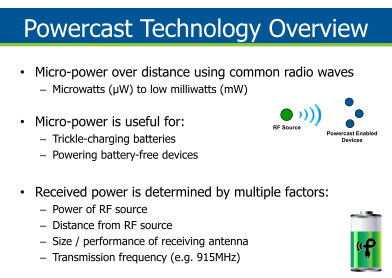 Powercast Technology Overview
• Micro-power over distance using common radio waves
– Microwatts (µW) to low milliwatts (mW)
• Micro-power is useful for:
– Trickle-charging batteries
– Powering battery-free devices
RF Source
Powercast Enabled
Devices
• Received power is determined by multiple factors:
– Power of RF source
– Distance from RF source
– Size / performance of receiving antenna
– Transmission frequency (e.g. 915MHz)